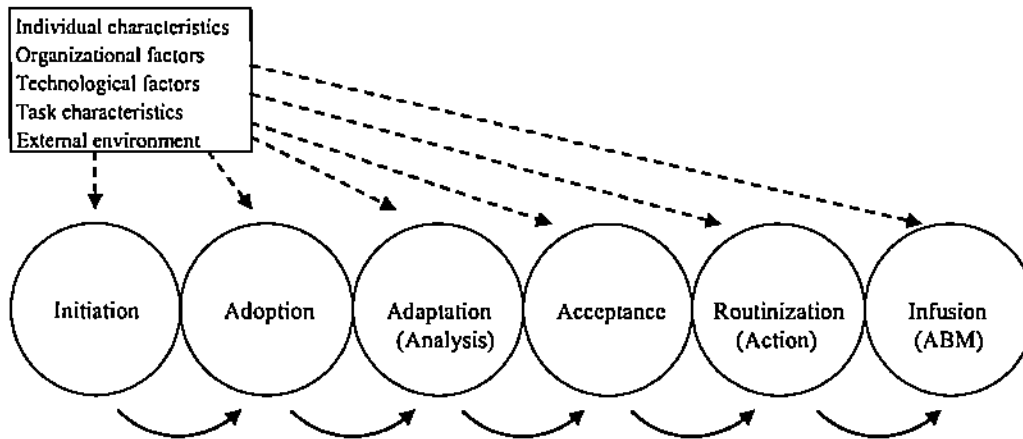 Individual characteristics
Organizational factors
Technological factors
Task characteristics
External environment
Initiation
Adoption
Adaptation
(Analysis)
Acceptance
Routinization
(Action)
Infusion
(ABM)